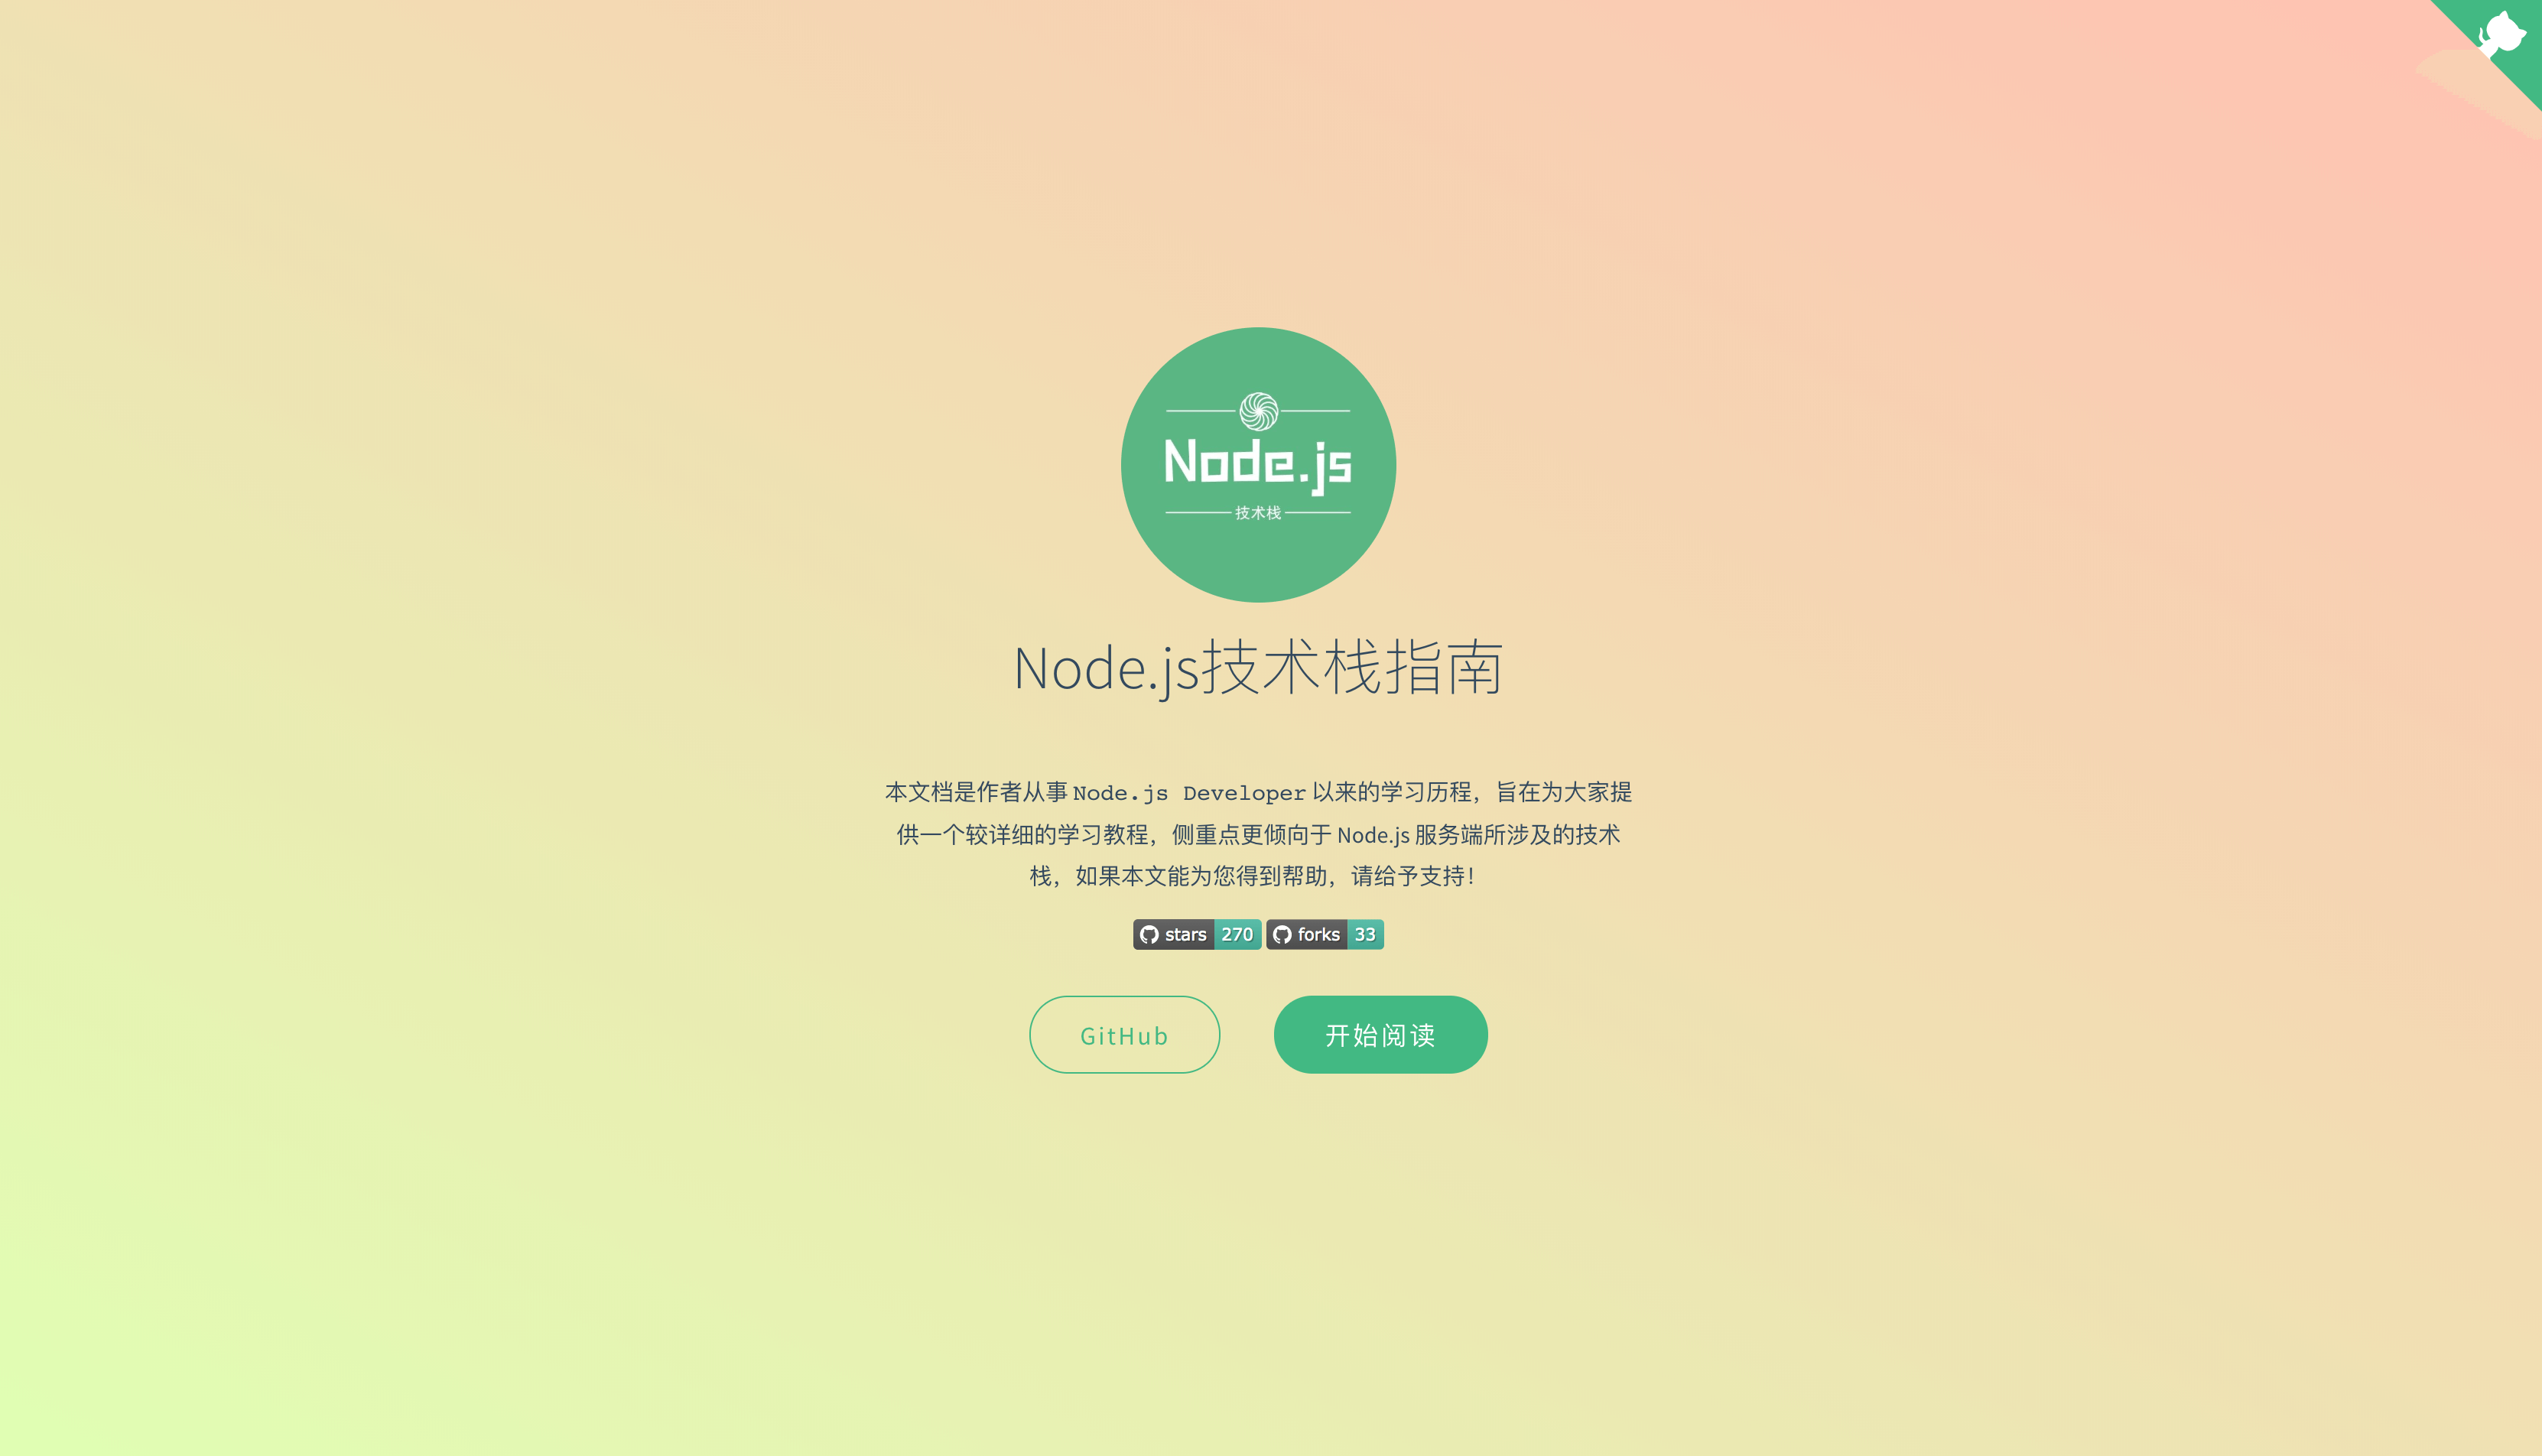 Node.js
技术栈
Node.js技术栈指南
本文档是作者从事 Node.js Developer 以来的学习历程，旨在为大家提
供一个较详细的学习教程，侧重点更倾向于 Node.js 服务端所涉及的技术
栈，如果本文能为您得到帮助，请给予支持！
stars 270 forks 33
GitHub 开始阅读